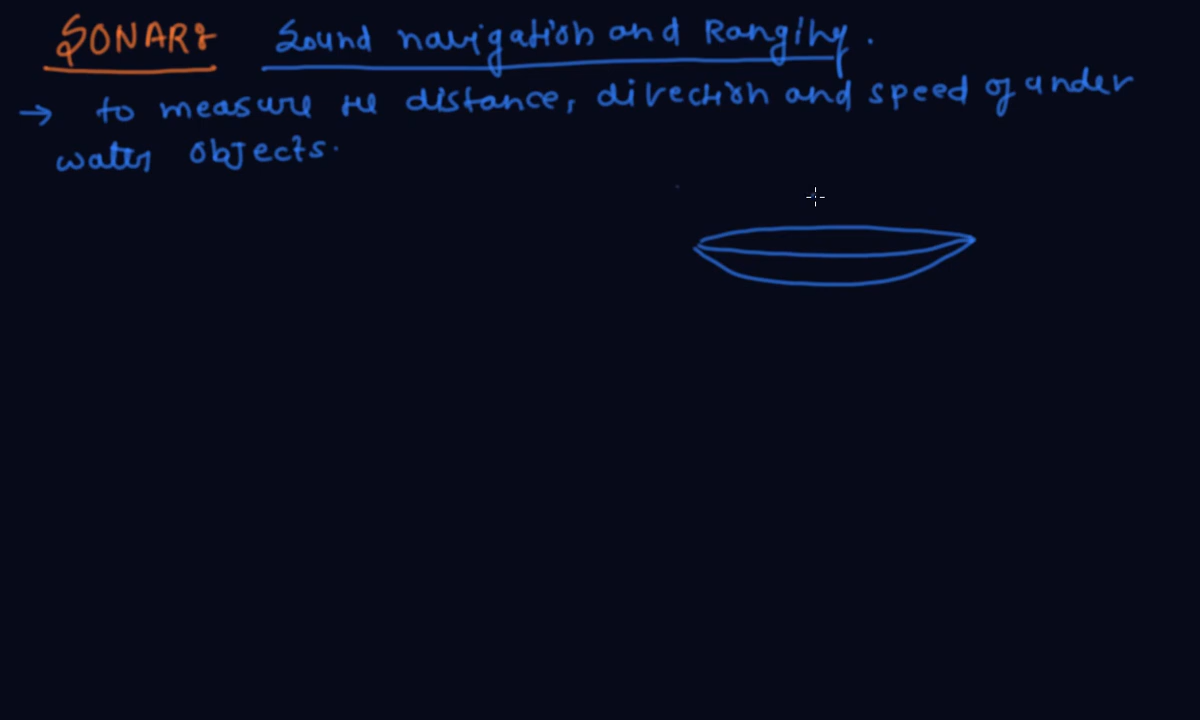 SONAR: Sound navigation and Ranging.
→ to measure the distance, direction and speed of under
water objects.